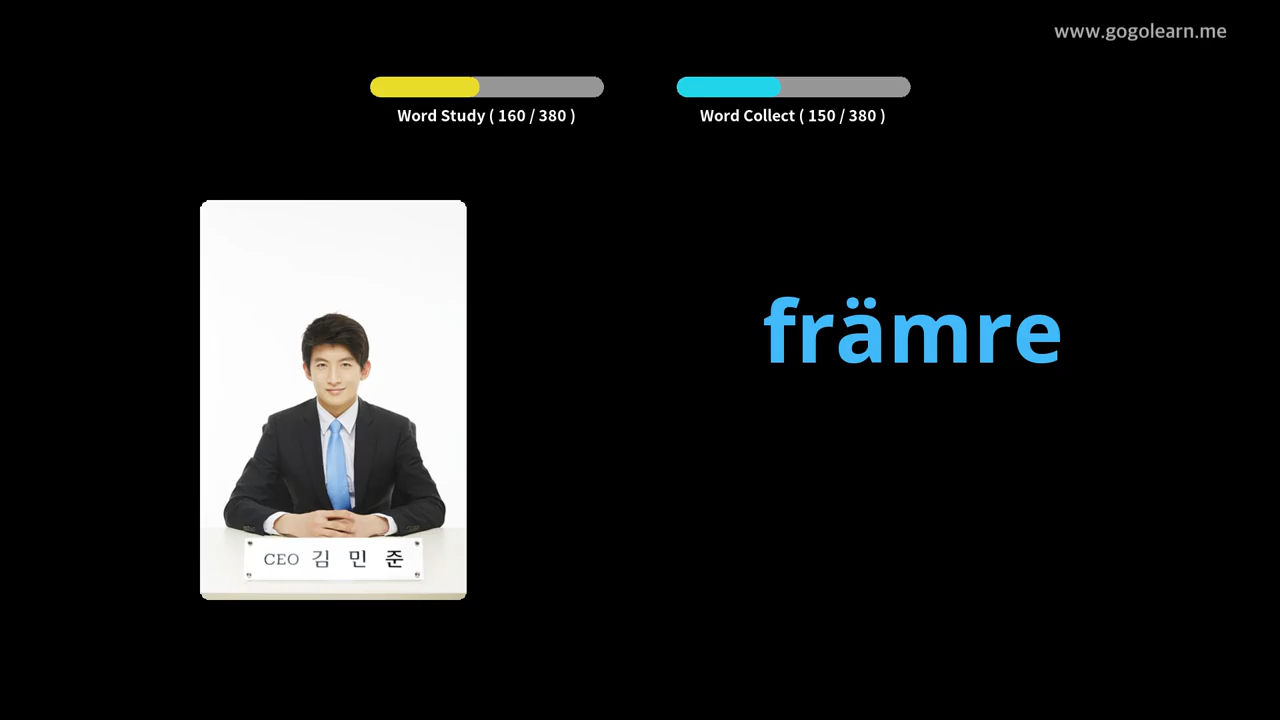 www.gogolearn.me
Word Study ( 160 / 380 )
Word Collect ( 150 / 380 )
främre
CEO 김 민 준